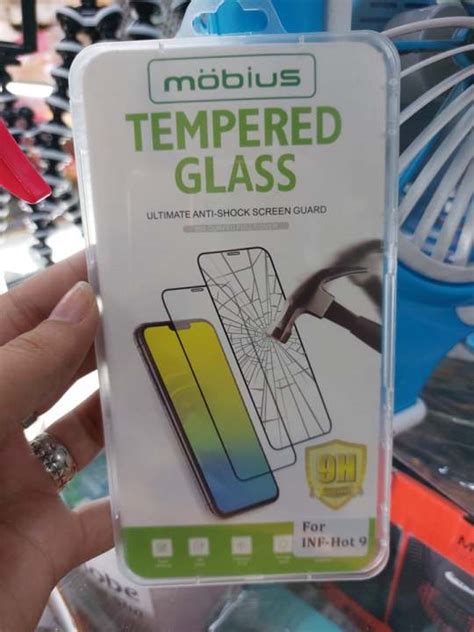 möbius
TEMPERED
GLASS
ULTIMATE ANTI-SHOCK SCREEN GUARD
9H
For
INF-Hot 9